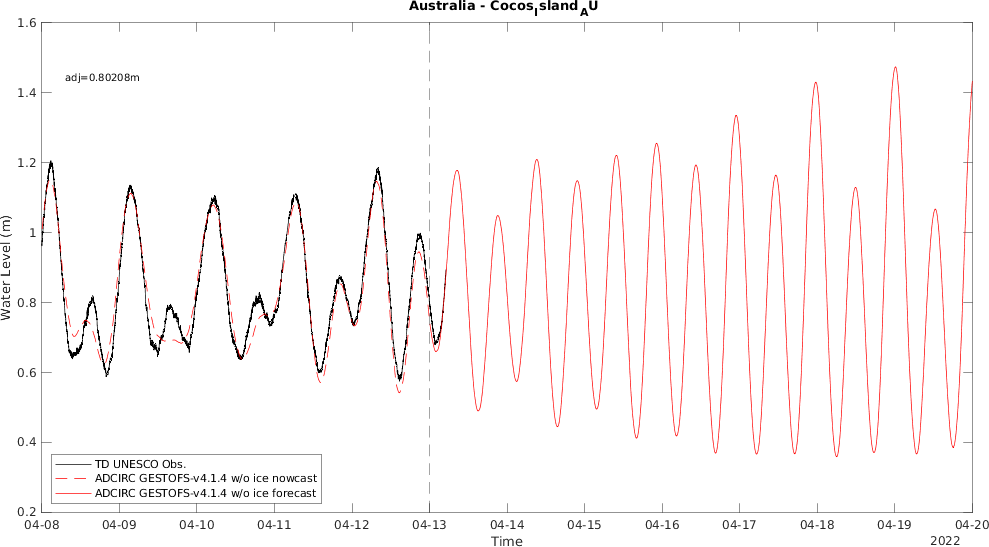 Australia - Cocos_Island_AU
1.6
1.4
1.2
1
0.8
0.6
0.4
0.2
Water Level (m)
adj=0.80208m
TD UNESCO Obs.
ADCIRC GESTOFS-v4.1.4 w/o ice nowcast
ADCIRC GESTOFS-v4.1.4 w/o ice forecast
04-08 04-09 04-10 04-11 04-12 04-13 04-14 04-15 04-16 04-17 04-18 04-19 04-20
Time
2022